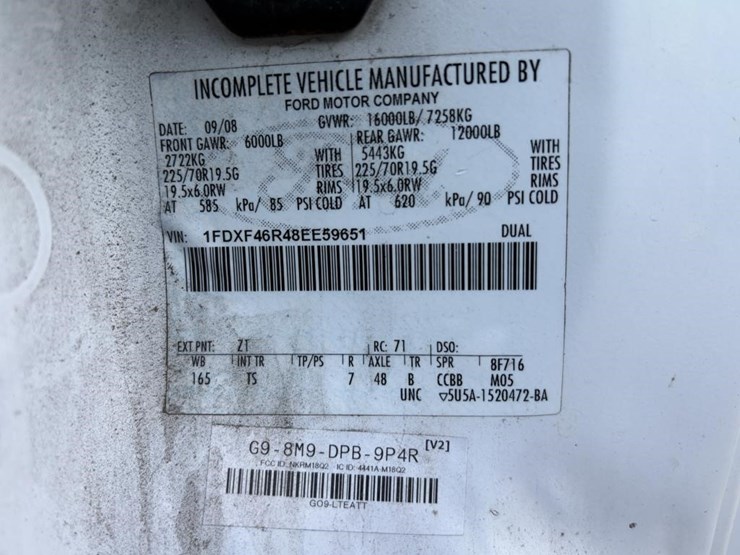 INCOMPLETE VEHICLE MANUFACTURED BY
FORD MOTOR COMPANY
DATE: 09/08 GVWR: 16000LB/ 7258KG
FRONT GAWR: 6000LB REAR GAWR: 12000LB
2722KG WITH 5443KG WITH
225/70R19.5G TIRES 225/70R19.5G TIRES
19.5x6.0RW RIMS 19.5x6.0RW RIMS
AT 585 kPa/ 85 PSI COLD AT 620 kPa/ 90 PSI COLD
VIN: 1FDXF46R48EE59651 DUAL
EXT PNT: Z1 RC: 71 DSO:
WB INT TR TP/PS R AXLE TR SPR 8F716
165 TS 7 48 B CCBB M05
UNC ▽5U5A-1520472-BA
G9-8M9-DPB-9P4R [V2]
FCC ID: NKRM18Q2 IC ID: 4441A-M18Q2
GO9-LTEATT